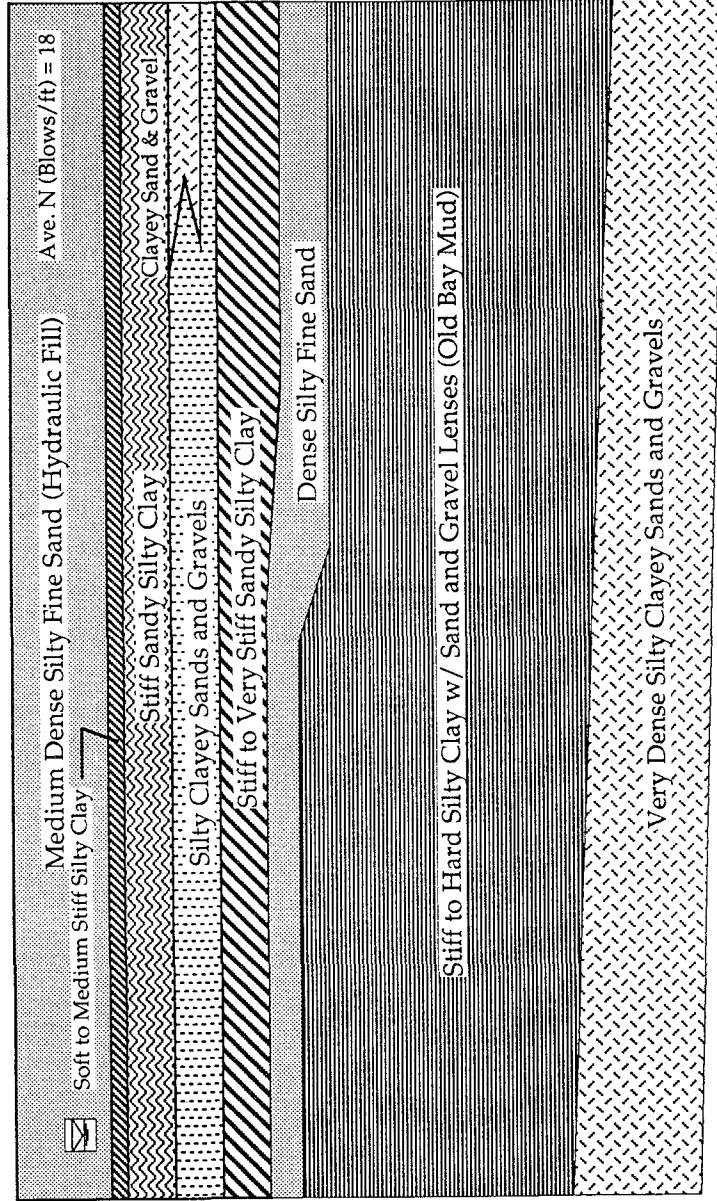 Medium Dense Silty Fine Sand (Hydraulic Fill)
Ave. N (Blows/ft) = 18
Soft to Medium Stiff Silty Clay
Stiff Sandy Silty Clay
Clayey Sand & Gravel
Silty Clayey Sands and Gravels
Stiff to Very Stiff Sandy Silty Clay
Dense Silty Fine Sand
Stiff to Hard Silty Clay w/ Sand and Gravel Lenses (Old Bay Mud)
Very Dense Silty Clayey Sands and Gravels